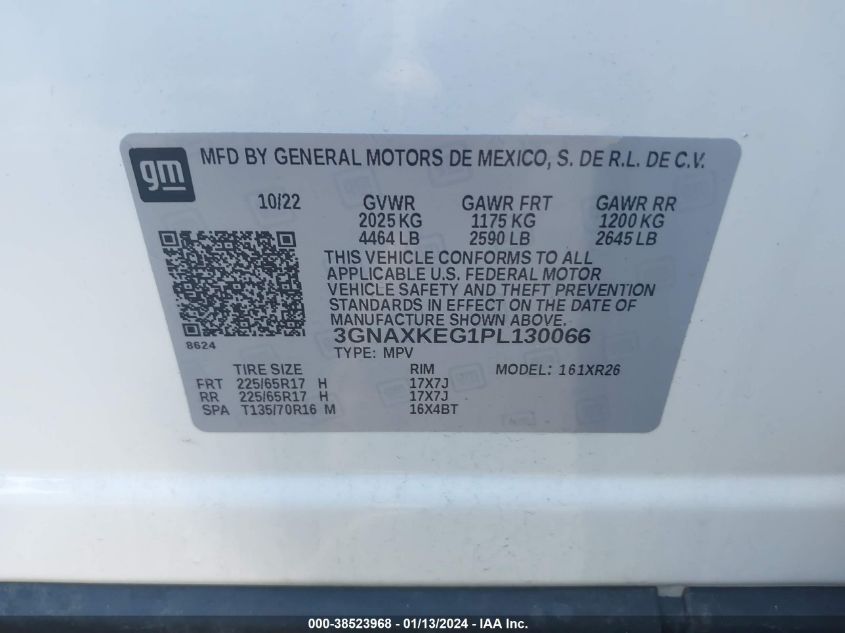 gm
MFD BY GENERAL MOTORS DE MEXICO, S. DE R.L. DE C.V.
10/22 GVWR GAWR FRT GAWR RR
2025 KG 1175 KG 1200 KG
4464 LB 2590 LB 2645 LB
THIS VEHICLE CONFORMS TO ALL
APPLICABLE U.S. FEDERAL MOTOR
VEHICLE SAFETY AND THEFT PREVENTION
STANDARDS IN EFFECT ON THE DATE OF
MANUFACTURE SHOWN ABOVE.
8624
3GNAXKEG1PL130066
TYPE: MPV
TIRE SIZE RIM MODEL: 161XR26
FRT 225/65R17 H 17X7J
RR 225/65R17 H 17X7J
SPA T135/70R16 M 16X4BT
000-38523968 - 01/13/2024 - IAA Inc.